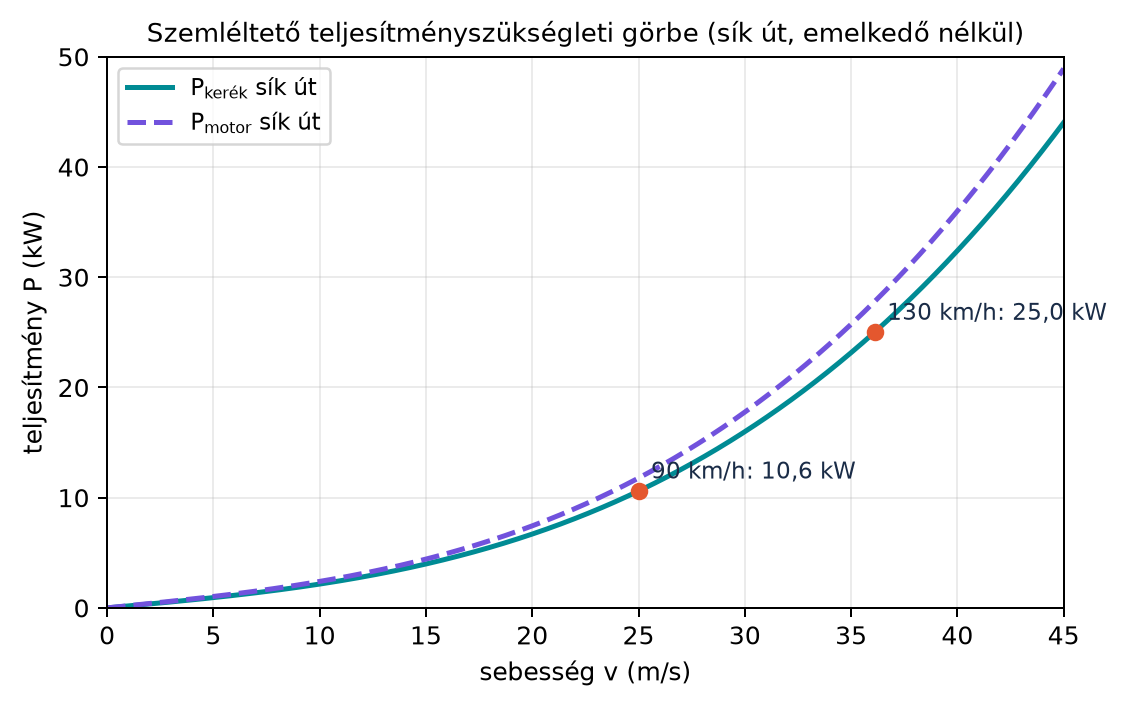 Szemléltető teljesítményszükségleti görbe (sík út, emelkedő nélkül)
P_kerék sík út
P_motor sík út
teljesítmény P (kW)
50
40
30
20
10
0
130 km/h: 25,0 kW
90 km/h: 10,6 kW
0 5 10 15 20 25 30 35 40 45
sebesség v (m/s)